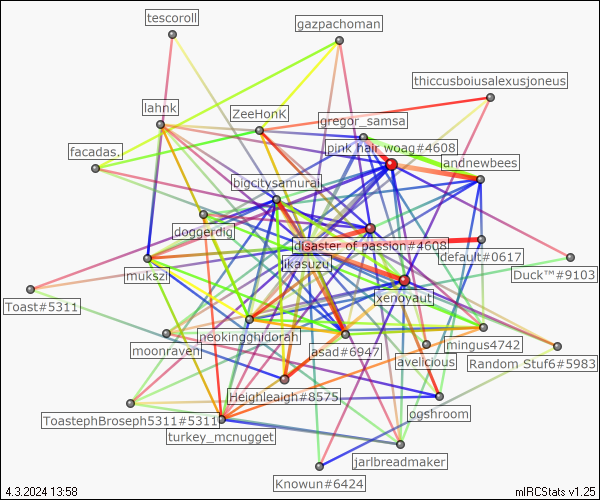 tescoroll
gazpachoman
thiccusboiusalexusjoneus
lahnk
ZeeHonK
gregor_samsa
pink hair woag#4608
facadas.
andnewbees
bigcitysamurai
doggerdig
disaster of passion#4608
default#0617
jikasuzu
mukszi
Duck™#9103
xenoyaut
Toast#5311
neokingghidorah
mingus4742
moonraven
asad#6947
avelicious
Random Stuf6#5983
Heighleaigh#8575
ToastephBroseph5311#5311
ogshroom
turkey_mcnugget
jarlbreadmaker
Knowun#6424
4.3.2024 13:58
mIRCStats v1.25